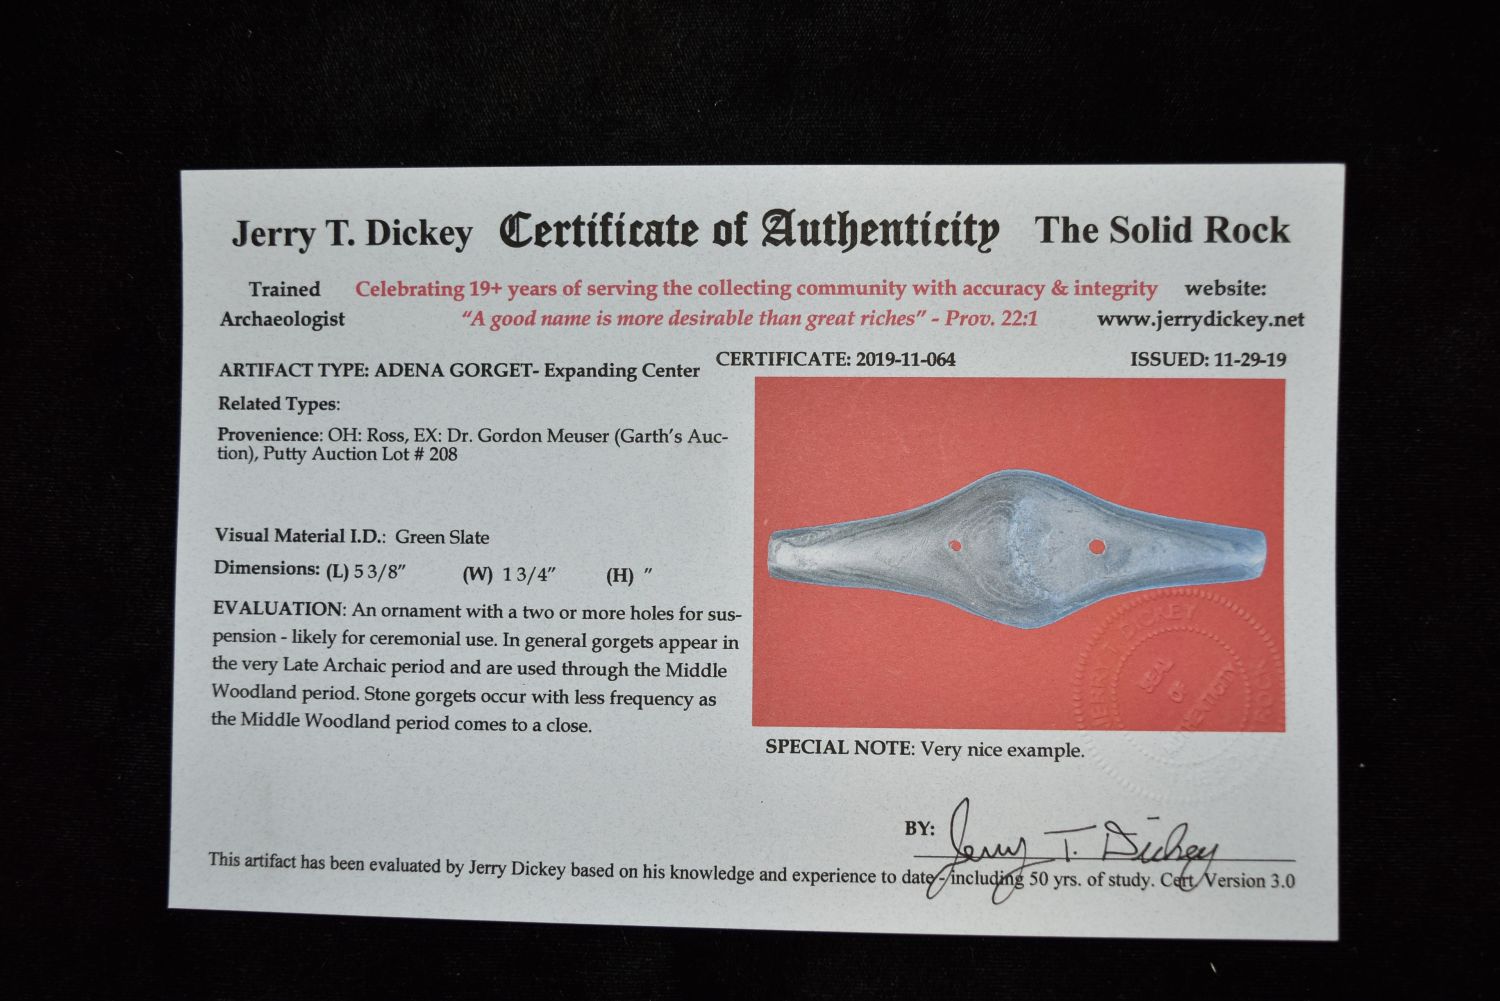 Jerry T. Dickey Certificate of Authenticity The Solid Rock
Trained Celebrating 19+ years of serving the collecting community with accuracy & integrity website:
Archaeologist "A good name is more desirable than great riches" - Prov. 22:1 www.jerrydickey.net
ARTIFACT TYPE: ADENA GORGET- Expanding Center CERTIFICATE: 2019-11-064 ISSUED: 11-29-19
Related Types:
Provenience: OH: Ross, EX: Dr. Gordon Meuser (Garth's Auc-
tion), Putty Auction Lot # 208
Visual Material I.D.: Green Slate
Dimensions: (L) 5 3/8" (W) 1 3/4" (H) "
EVALUATION: An ornament with a two or more holes for sus-
pension - likely for ceremonial use. In general gorgets appear in
the very Late Archaic period and are used through the Middle
Woodland period. Stone gorgets occur with less frequency as
the Middle Woodland period comes to a close.
JERRY T. DICKEY
SEAL
OF
SPECIAL NOTE: Very nice example.
BY: Jerry T. Dickey
This artifact has been evaluated by Jerry Dickey based on his knowledge and experience to date - including 50 yrs. of study. Cert Version 3.0